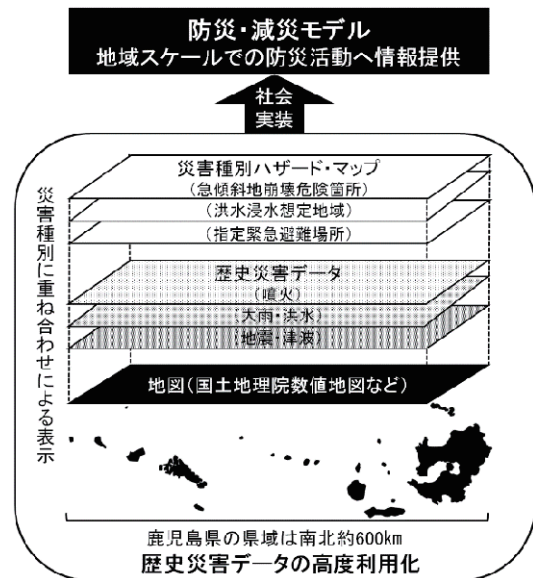 防災・減災モデル
地域スケールでの防災活動へ情報提供
社会
実装
災害種別に重ね合わせによる表示
災害種別ハザード・マップ
(急傾斜地崩壊危険箇所)
(洪水浸水想定地域)
(指定緊急避難場所)
歴史災害データ
(噴火)
(大雨・洪水)
(地震・津波)
地図(国土地理院数値地図など)
鹿児島県の県域は南北約600km
歴史災害データの高度利用化